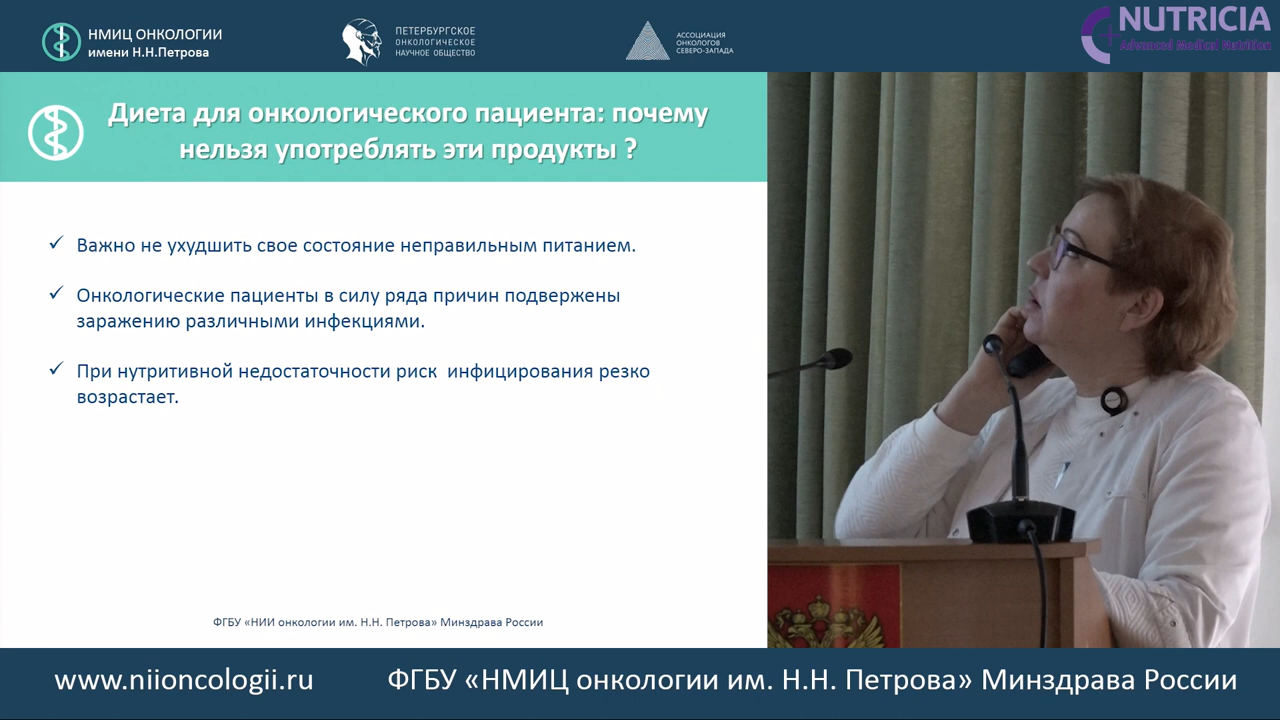 НМИЦ ОНКОЛОГИИ
имени Н.Н.Петрова
ПЕТЕРБУРГСКОЕ
ОНКОЛОГИЧЕСКОЕ
НАУЧНОЕ ОБЩЕСТВО
АССОЦИАЦИЯ
ОНКОЛОГОВ
СЕВЕРО-ЗАПАДА
NUTRICIA
Advanced Medical Nutrition
Диета для онкологического пациента: почему
нельзя употреблять эти продукты ?
✓ Важно не ухудшить свое состояние неправильным питанием.
✓ Онкологические пациенты в силу ряда причин подвержены
заражению различными инфекциями.
✓ При нутритивной недостаточности риск инфицирования резко
возрастает.
ФГБУ «НИИ онкологии им. Н.Н. Петрова» Минздрава России
www.niioncologii.ru
ФГБУ «НМИЦ онкологии им. Н.Н. Петрова» Минздрава России